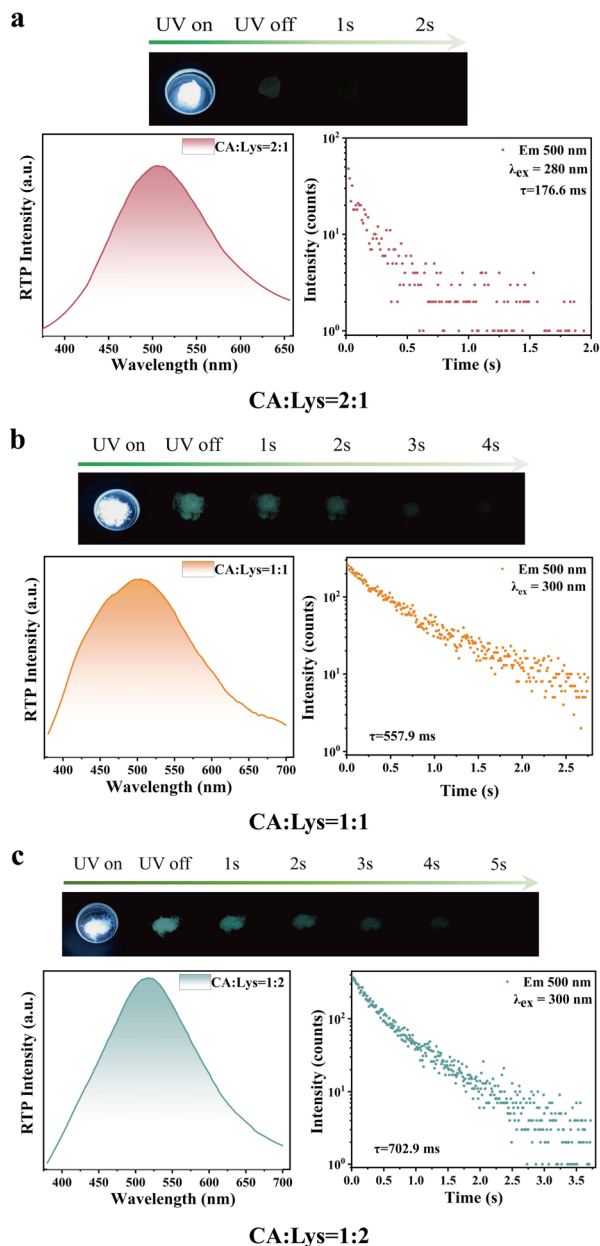 a
UV on UV off 1s 2s
CA:Lys=2:1
RTP Intensity (a.u.)
400 450 500 550 600 650
Wavelength (nm)
Em 500 nm
λex = 280 nm
τ=176.6 ms
Intensity (counts)
10² 10¹ 10⁰
0.0 0.5 1.0 1.5 2.0
Time (s)
CA:Lys=2:1
b
UV on UV off 1s 2s 3s 4s
CA:Lys=1:1
RTP Intensity (a.u.)
400 450 500 550 600 650 700
Wavelength (nm)
Em 500 nm
λex = 300 nm
τ=557.9 ms
Intensity (counts)
10² 10¹ 10⁰
0.0 0.5 1.0 1.5 2.0 2.5
Time (s)
CA:Lys=1:1
c
UV on UV off 1s 2s 3s 4s 5s
CA:Lys=1:2
RTP Intensity (a.u.)
400 450 500 550 600 650 700
Wavelength (nm)
Em 500 nm
λex = 300 nm
τ=702.9 ms
Intensity (counts)
10² 10¹ 10⁰
0.0 0.5 1.0 1.5 2.0 2.5 3.0 3.5
Time (s)
CA:Lys=1:2